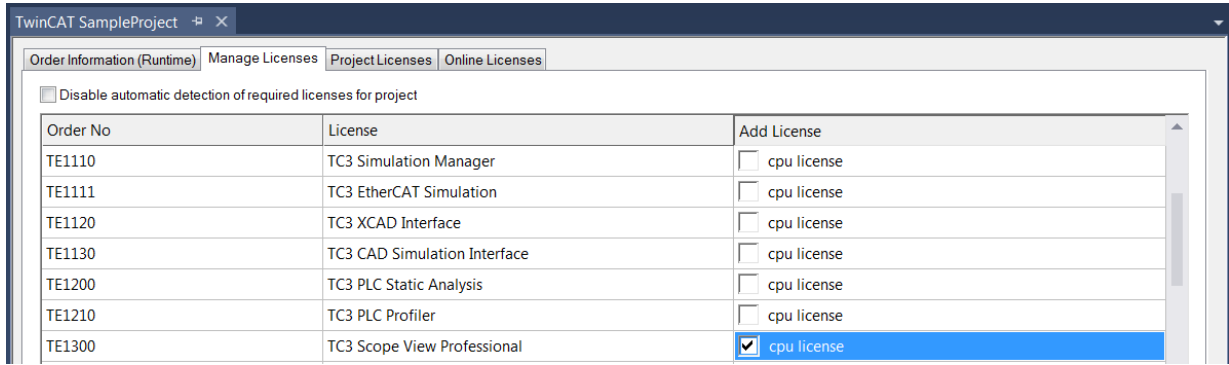 TwinCAT SampleProject
Order Information (Runtime) Manage Licenses Project Licenses Online Licenses
Disable automatic detection of required licenses for project
Order No License Add License
TE1110 TC3 Simulation Manager cpu license
TE1111 TC3 EtherCAT Simulation cpu license
TE1120 TC3 XCAD Interface cpu license
TE1130 TC3 CAD Simulation Interface cpu license
TE1200 TC3 PLC Static Analysis cpu license
TE1210 TC3 PLC Profiler cpu license
TE1300 TC3 Scope View Professional cpu license